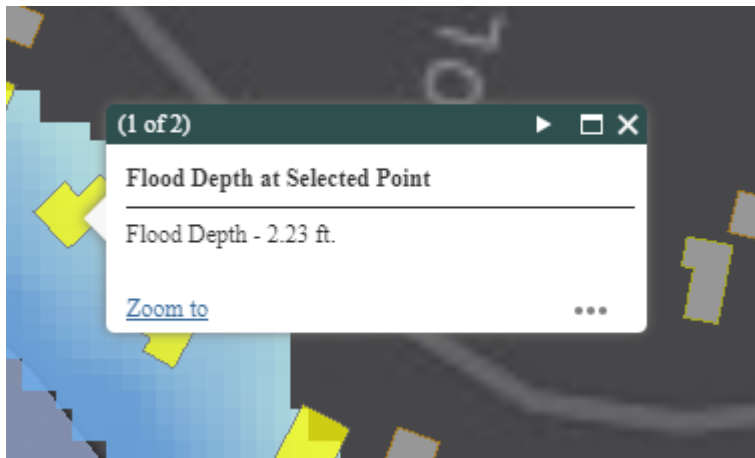 (1 of 2)
Flood Depth at Selected Point
Flood Depth - 2.23 ft.
Zoom to